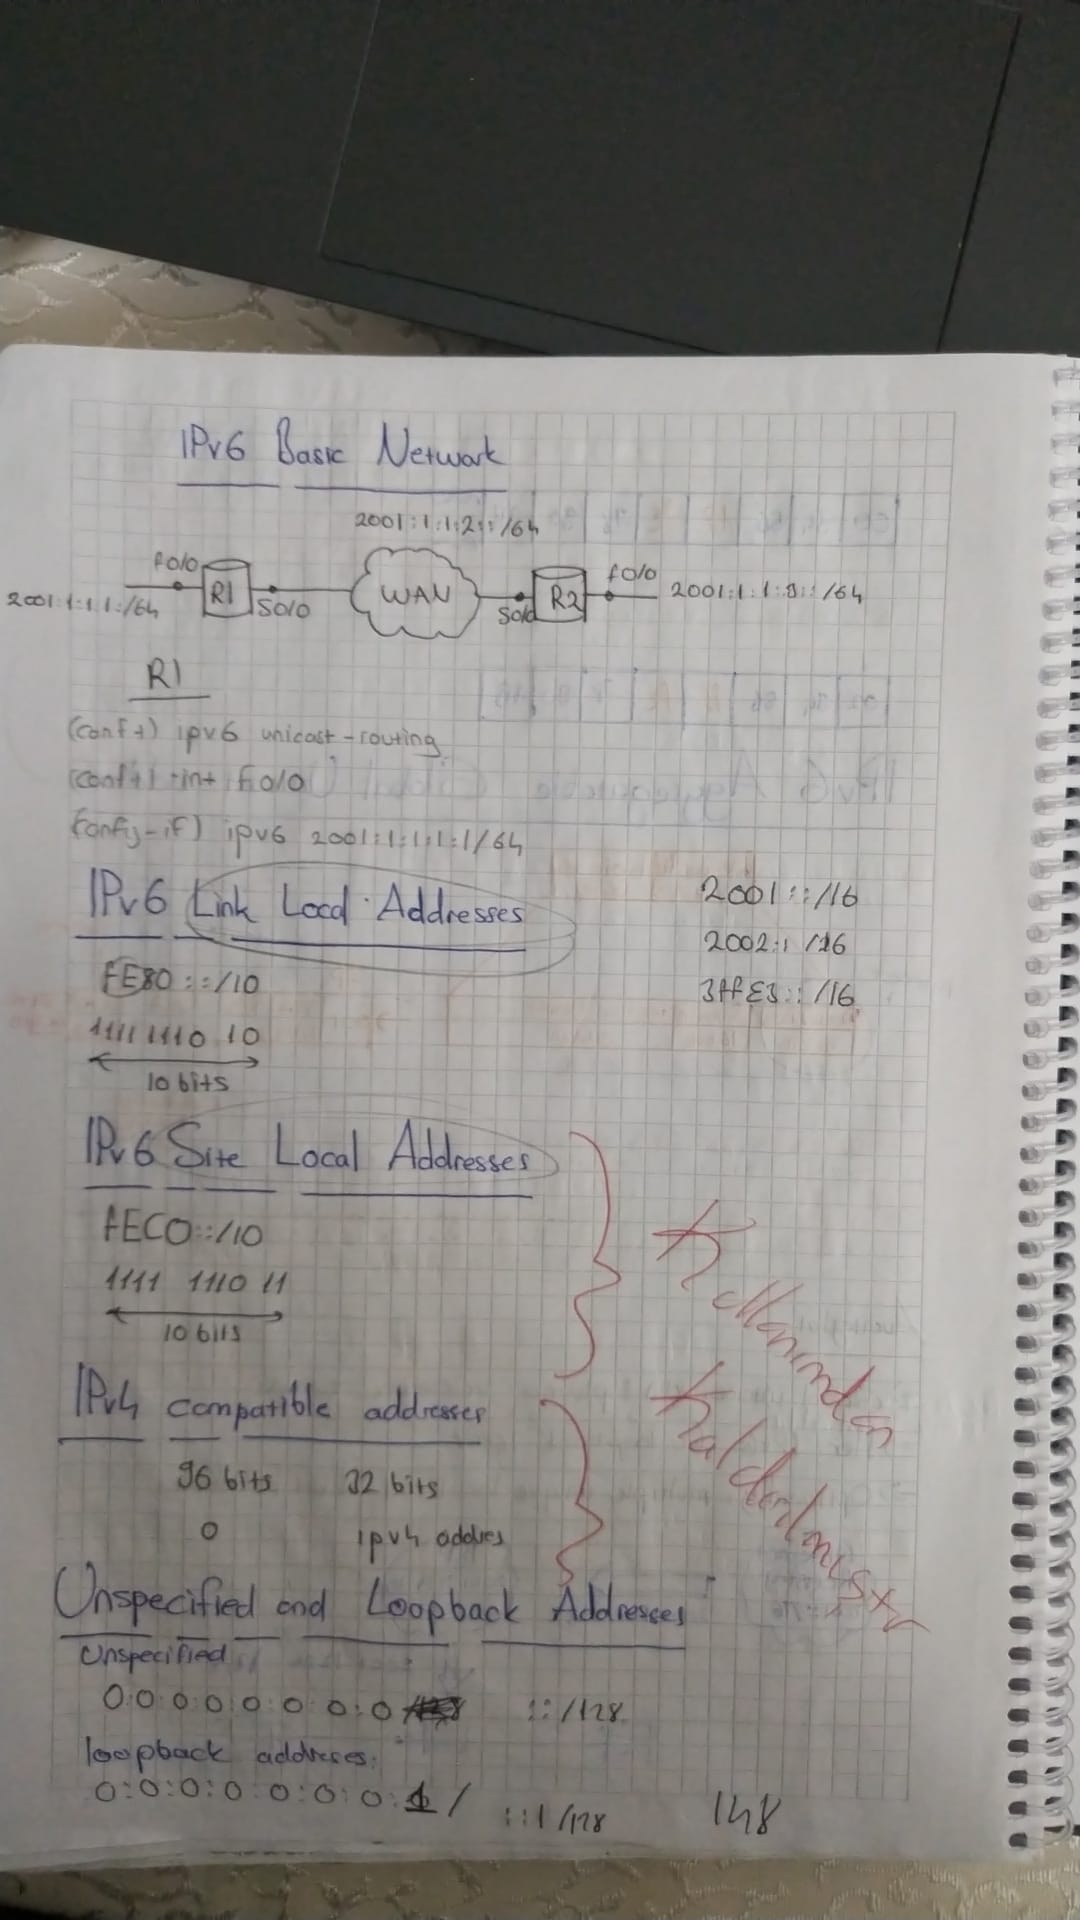 IPv6 Basic Network
2001:1:1:2::/64
f0/0
R1
S0/0
WAN
S0/0
R2
f0/0
2001:1:1:1:/64
2001:1:1:3::/64
R1
(conf t) ipv6 unicast-routing
(conf t) int f0/0
(config-if) ipv6 2001:1:1:1:1/64
IPv6 Link Local Addresses
2001::/16
FE80::/10
2002:: /16
3ffE3:: /16
1111 1110 10
10 bits
IPv6 Site Local Addresses
fEC0::/10
1111 1110 11
10 bits
Kullanımdan
Kaldırılmıştır
IPv4 compatible addresses
96 bits 32 bits
0 ipv4 addres
Unspecified and Loopback Addresses
Unspecified
0:0:0:0:0:0:0:0 ::/128
loopback addreses:
0:0:0:0:0:0:0:1/ ::1/128
148